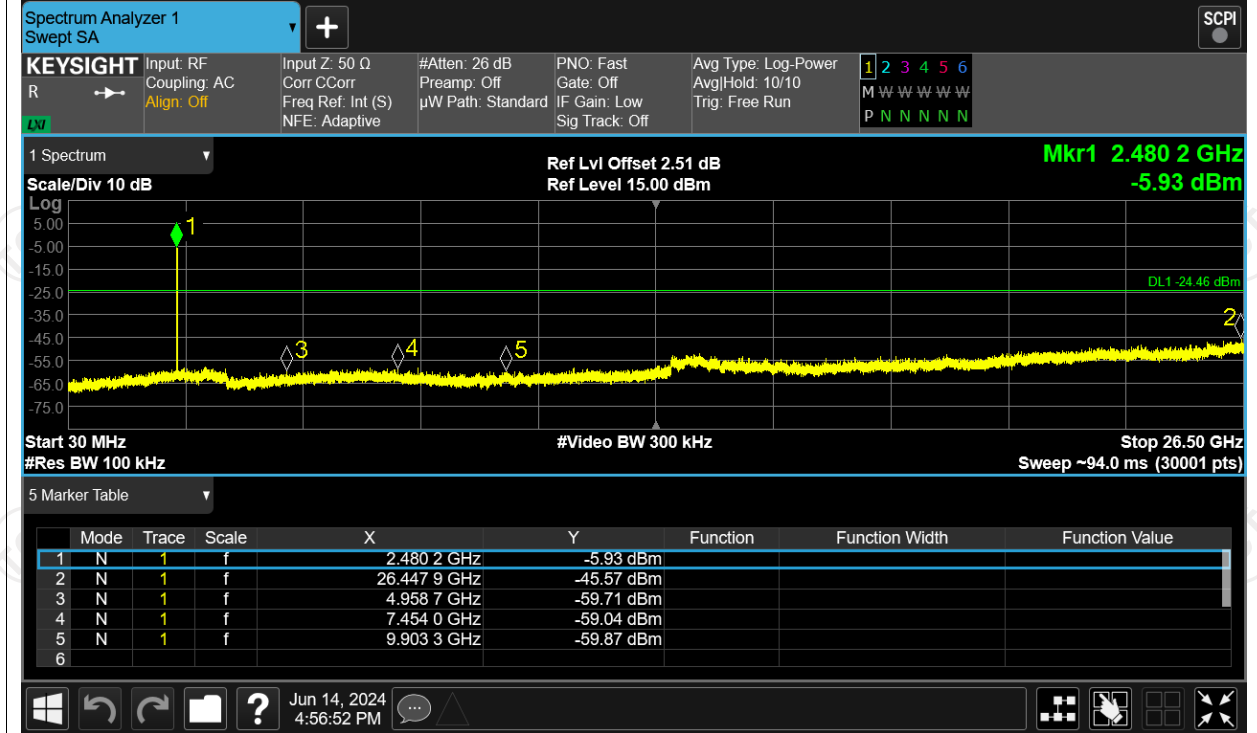 Spectrum Analyzer 1
Swept SA
SCPI
KEYSIGHT
R
LXI
Input: RF
Coupling: AC
Align: Off
Input Z: 50 Ω
Corr CCorr
Freq Ref: Int (S)
NFE: Adaptive
#Atten: 26 dB
Preamp: Off
µW Path: Standard
PNO: Fast
Gate: Off
IF Gain: Low
Sig Track: Off
Avg Type: Log-Power
Avg|Hold: 10/10
Trig: Free Run
1 2 3 4 5 6
M W W W W W
P N N N N N
1 Spectrum
Scale/Div 10 dB
Ref Lvl Offset 2.51 dB
Ref Level 15.00 dBm
Mkr1 2.480 2 GHz
-5.93 dBm
Log
5.00
-5.00
-15.0
-25.0
-35.0
-45.0
-55.0
-65.0
-75.0
1
DL1 -24.46 dBm
2
3
4
5
Start 30 MHz
#Video BW 300 kHz
Stop 26.50 GHz
#Res BW 100 kHz
Sweep ~94.0 ms (30001 pts)
5 Marker Table
Mode Trace Scale X Y Function Function Width Function Value
1 N 1 f 2.480 2 GHz -5.93 dBm
2 N 1 f 26.447 9 GHz -45.57 dBm
3 N 1 f 4.958 7 GHz -59.71 dBm
4 N 1 f 7.454 0 GHz -59.04 dBm
5 N 1 f 9.903 3 GHz -59.87 dBm
6
?
Jun 14, 2024
4:56:52 PM